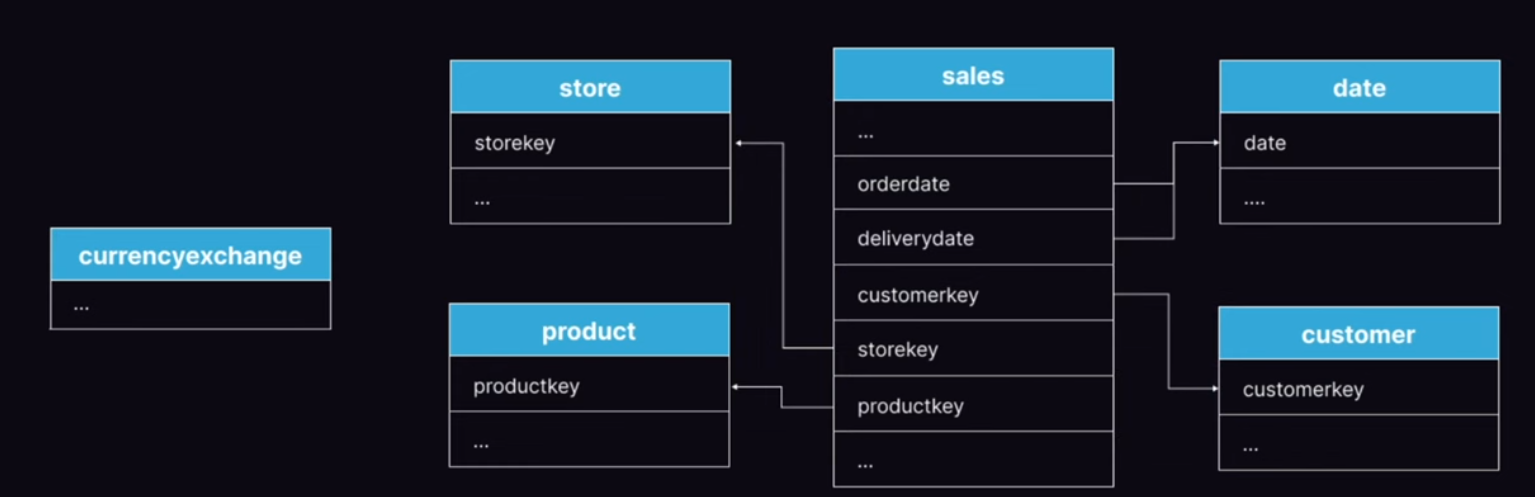 currencyexchange
...
store
storekey
...
product
productkey
...
sales
...
orderdate
deliverydate
customerkey
storekey
productkey
...
date
date
....
customer
customerkey
...